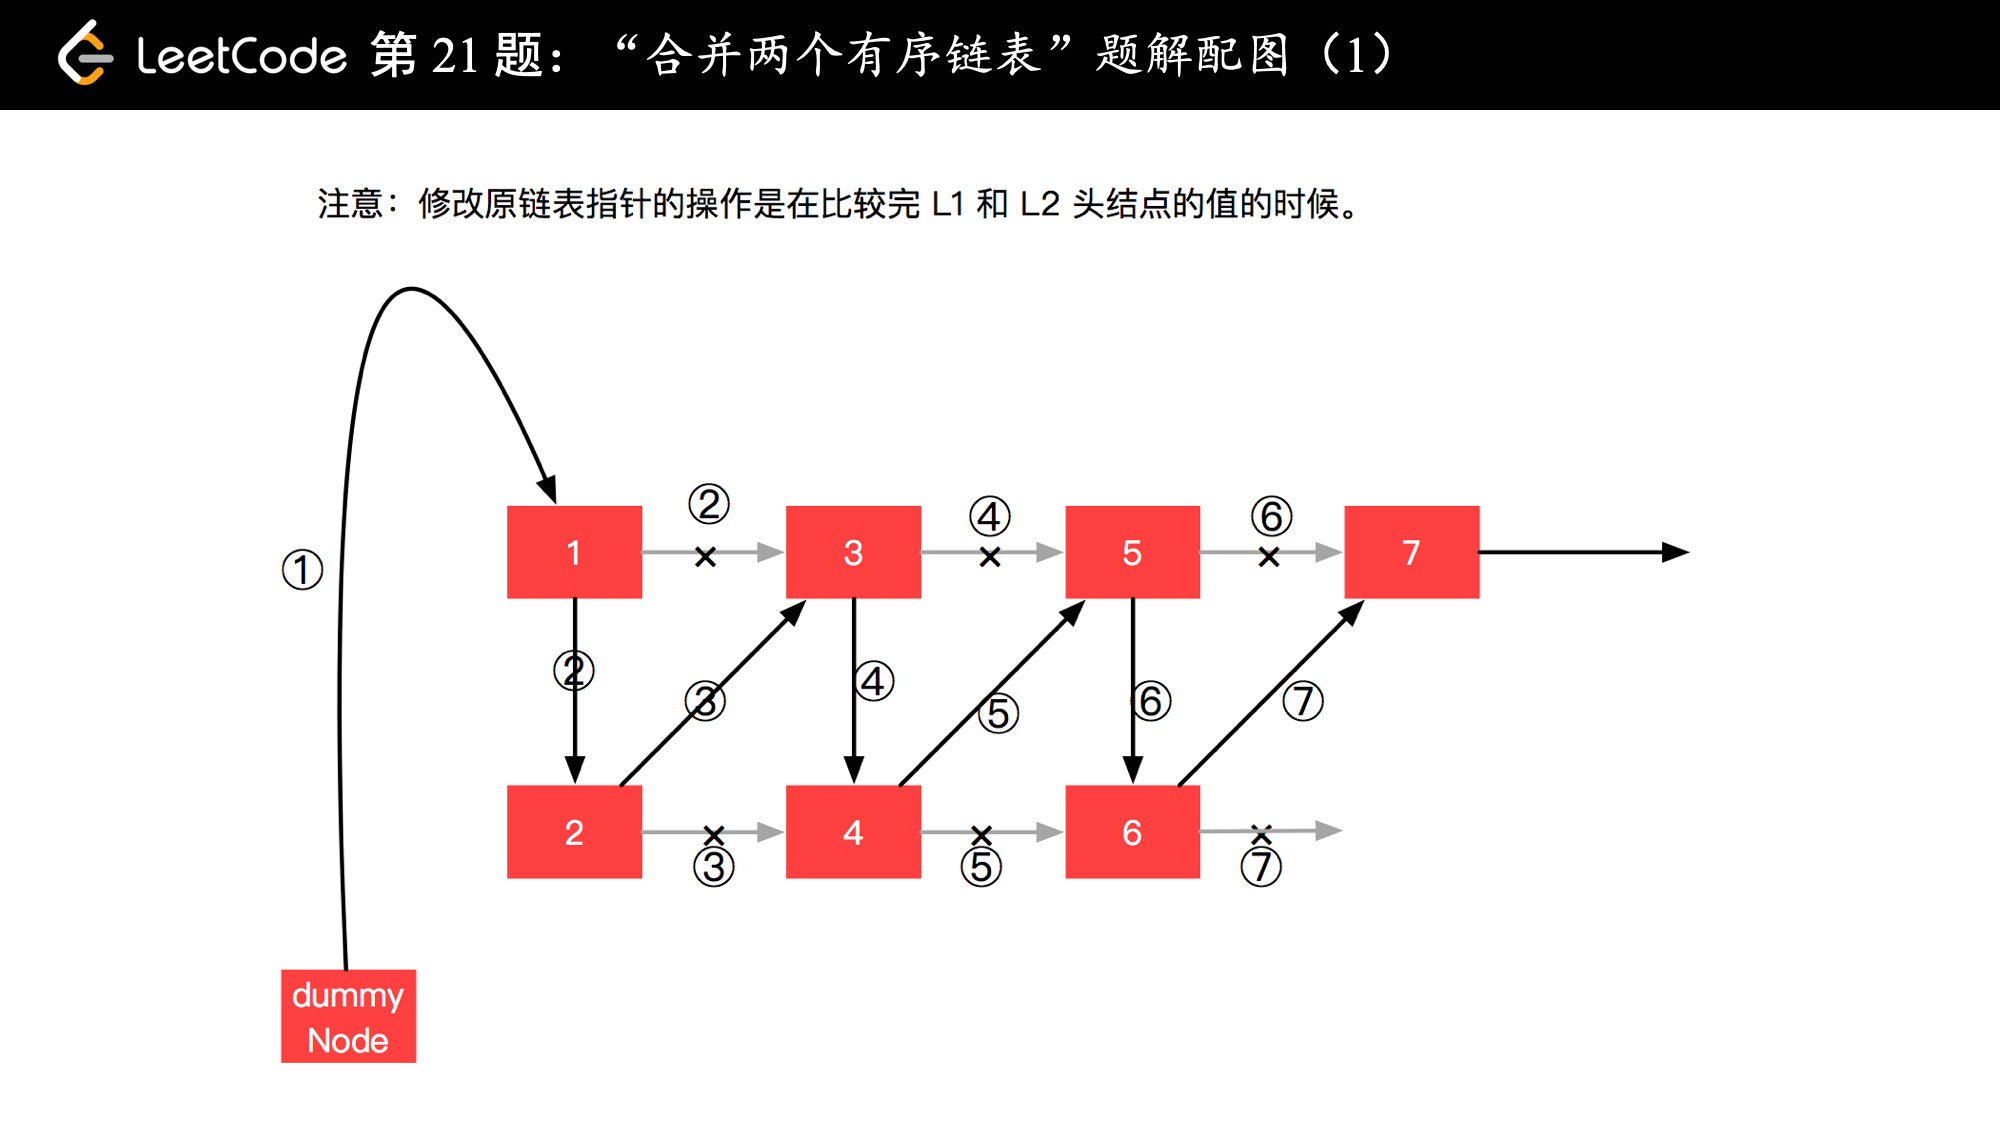 LeetCode 第 21 题：“合并两个有序链表”题解配图（1）
注意：修改原链表指针的操作是在比较完 L1 和 L2 头结点的值的时候。
② ④ ⑥
① 1 3 5 7
② ③ ④ ⑤ ⑥ ⑦
2 4 6
③ ⑤ ⑦
dummy
Node